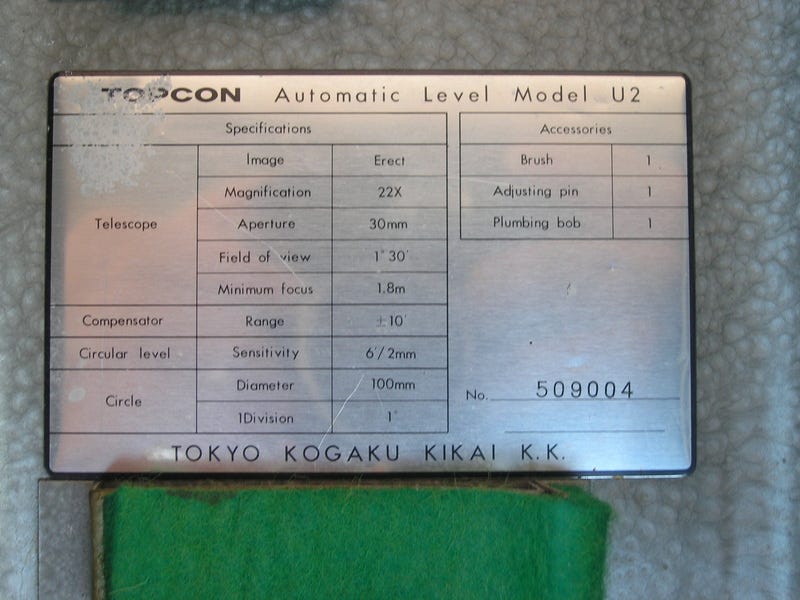 TOPCON Automatic Level Model U2
Specifications
Telescope
Image Erect
Magnification 22X
Aperture 30mm
Field of view 1° 30′
Minimum focus 1.8m
Compensator Range ±10′
Circular level Sensitivity 6′/2mm
Circle
Diameter 100mm
1Division 1°
Accessories
Brush 1
Adjusting pin 1
Plumbing bob 1
No. 509004
TOKYO KOGAKU KIKAI K.K.